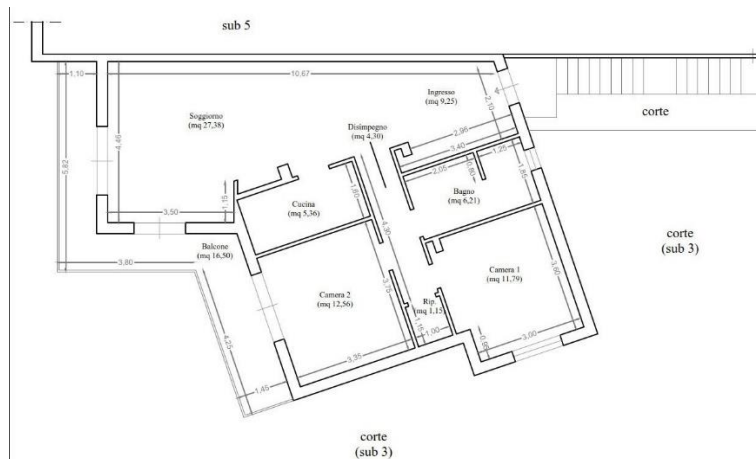 sub 5
1,10
10.67
Ingresso
(mq 9,25)
2,10
corte
Soggiorno
(mq 27,38)
Disimpegno
(mq 4,30)
2,95
3,40
4,46
5,82
2,05
0,80
1,25
1,85
Bagno
(mq 6,21)
1,15
3,50
Cucina
(mq 5,36)
1,60
4,30
corte
(sub 3)
Balcone
(mq 16,50)
3,80
Camera 2
(mq 12,56)
3,75
Camera 1
(mq 11,79)
3,60
Rip.
(mq 1,15)
1,15
1,00
4,25
3,35
3,00
1,45
corte
(sub 3)